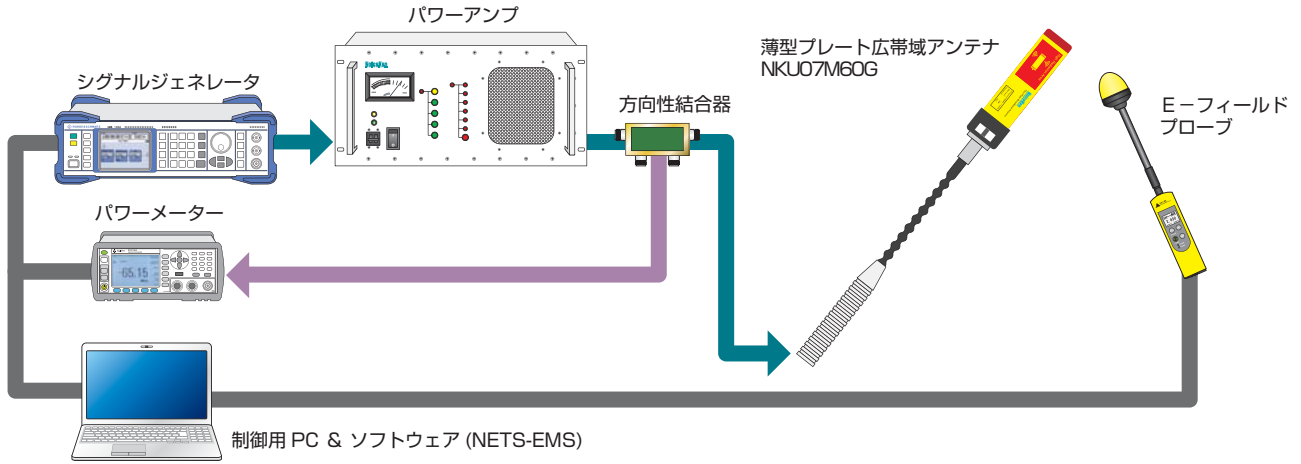 パワーアンプ
シグナルジェネレータ
薄型プレート広帯域アンテナ
NKU07M60G
方向性結合器
E－フィールド
プローブ
パワーメーター
-65.15
制御用 PC & ソフトウェア (NETS-EMS)